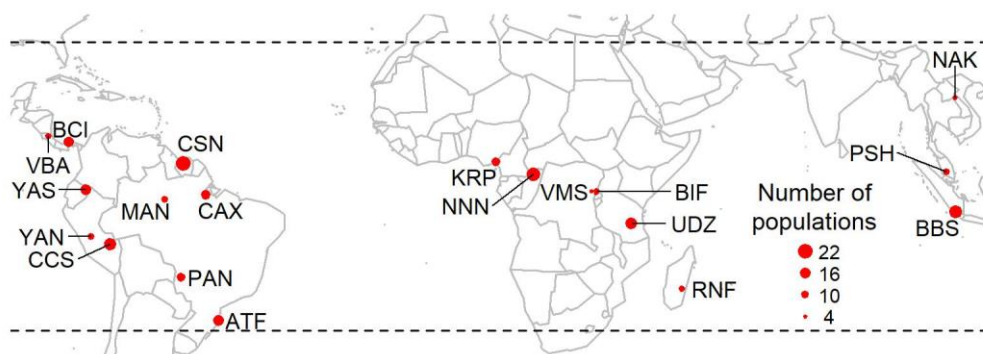 NAK
BCI
CSN
VBA
PSH
YAS
KRP
VMS
BIF
MAN
CAX
NNN
Number of
populations
YAN
UDZ
BBS
CCS
22
16
PAN
RNF
10
4
ATF